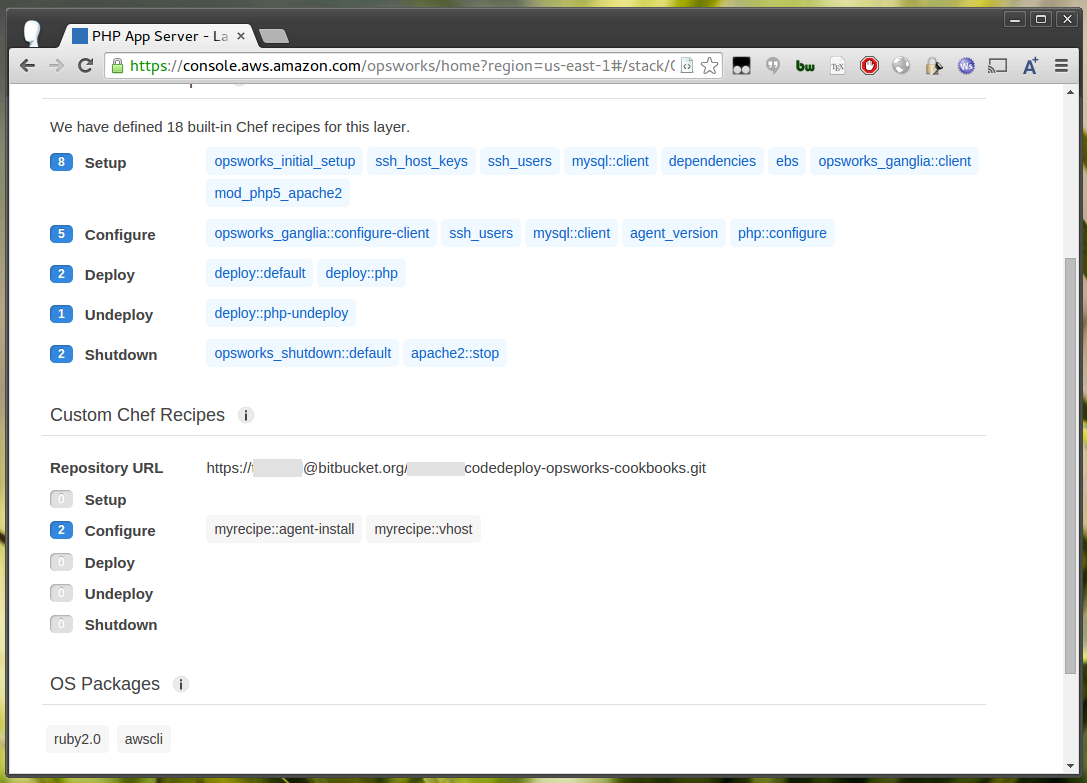 PHP App Server - La
https://console.aws.amazon.com/opsworks/home?region=us-east-1#/stack/
We have defined 18 built-in Chef recipes for this layer.
8 Setup opsworks_initial_setup ssh_host_keys ssh_users mysql::client dependencies ebs opsworks_ganglia::client
mod_php5_apache2
5 Configure opsworks_ganglia::configure-client ssh_users mysql::client agent_version php::configure
2 Deploy deploy::default deploy::php
1 Undeploy deploy::php-undeploy
2 Shutdown opsworks_shutdown::default apache2::stop
Custom Chef Recipes i
Repository URL https:// @bitbucket.org/ codedeploy-opsworks-cookbooks.git
0 Setup
2 Configure myrecipe::agent-install myrecipe::vhost
0 Deploy
0 Undeploy
0 Shutdown
OS Packages i
ruby2.0 awscli